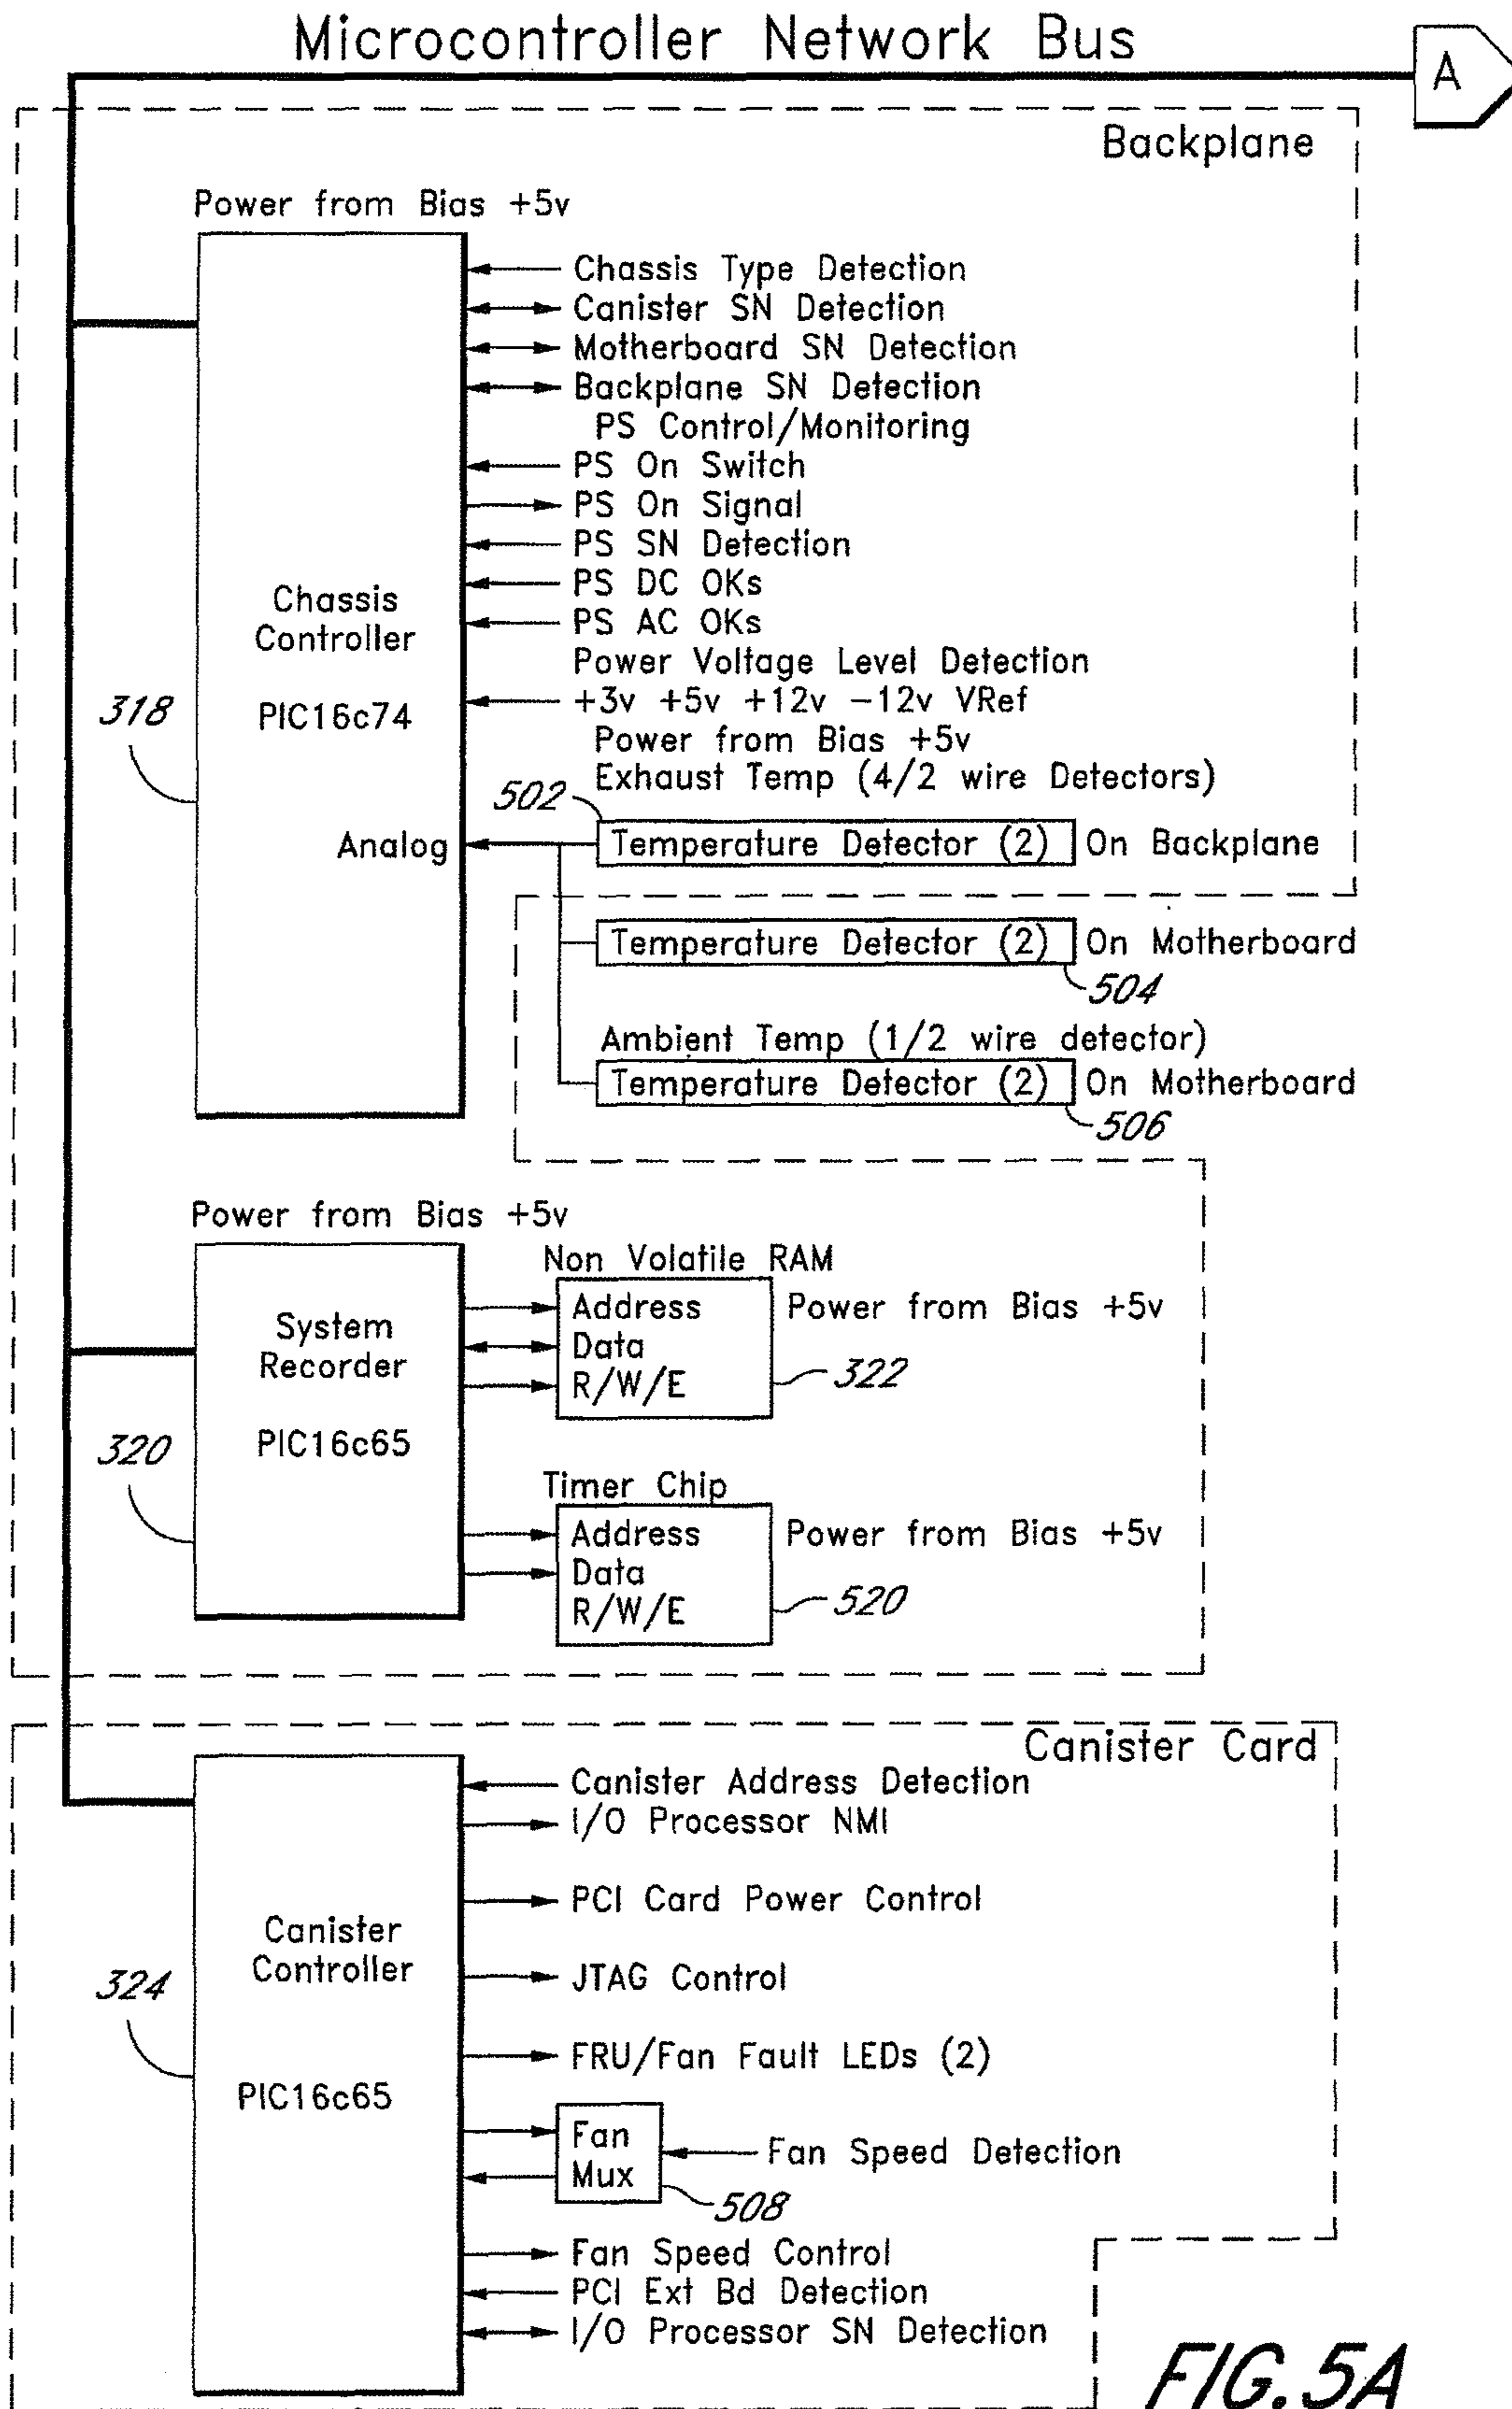 Microcontroller Network Bus
A
Backplane
Power from Bias +5v
Chassis Type Detection
Canister SN Detection
Motherboard SN Detection
Backplane SN Detection
PS Control/Monitoring
PS On Switch
PS On Signal
PS SN Detection
PS DC OKs
PS AC OKs
Power Voltage Level Detection
+3v +5v +12v -12v VRef
Power from Bias +5v
Exhaust Temp (4/2 wire Detectors)
Chassis
Controller
PIC16c74
318
Analog
502
Temperature Detector (2) On Backplane
Temperature Detector (2) On Motherboard
504
Ambient Temp (1/2 wire detector)
Temperature Detector (2) On Motherboard
506
Power from Bias +5v
System
Recorder
PIC16c65
320
Non Volatile RAM
Address
Data
R/W/E
Power from Bias +5v
322
Timer Chip
Address
Data
R/W/E
Power from Bias +5v
520
Canister Card
Canister
Controller
PIC16c65
324
Canister Address Detection
I/O Processor NMI
PCI Card Power Control
JTAG Control
FRU/Fan Fault LEDs (2)
Fan
Mux
Fan Speed Detection
508
Fan Speed Control
PCI Ext Bd Detection
I/O Processor SN Detection
FIG. 5A